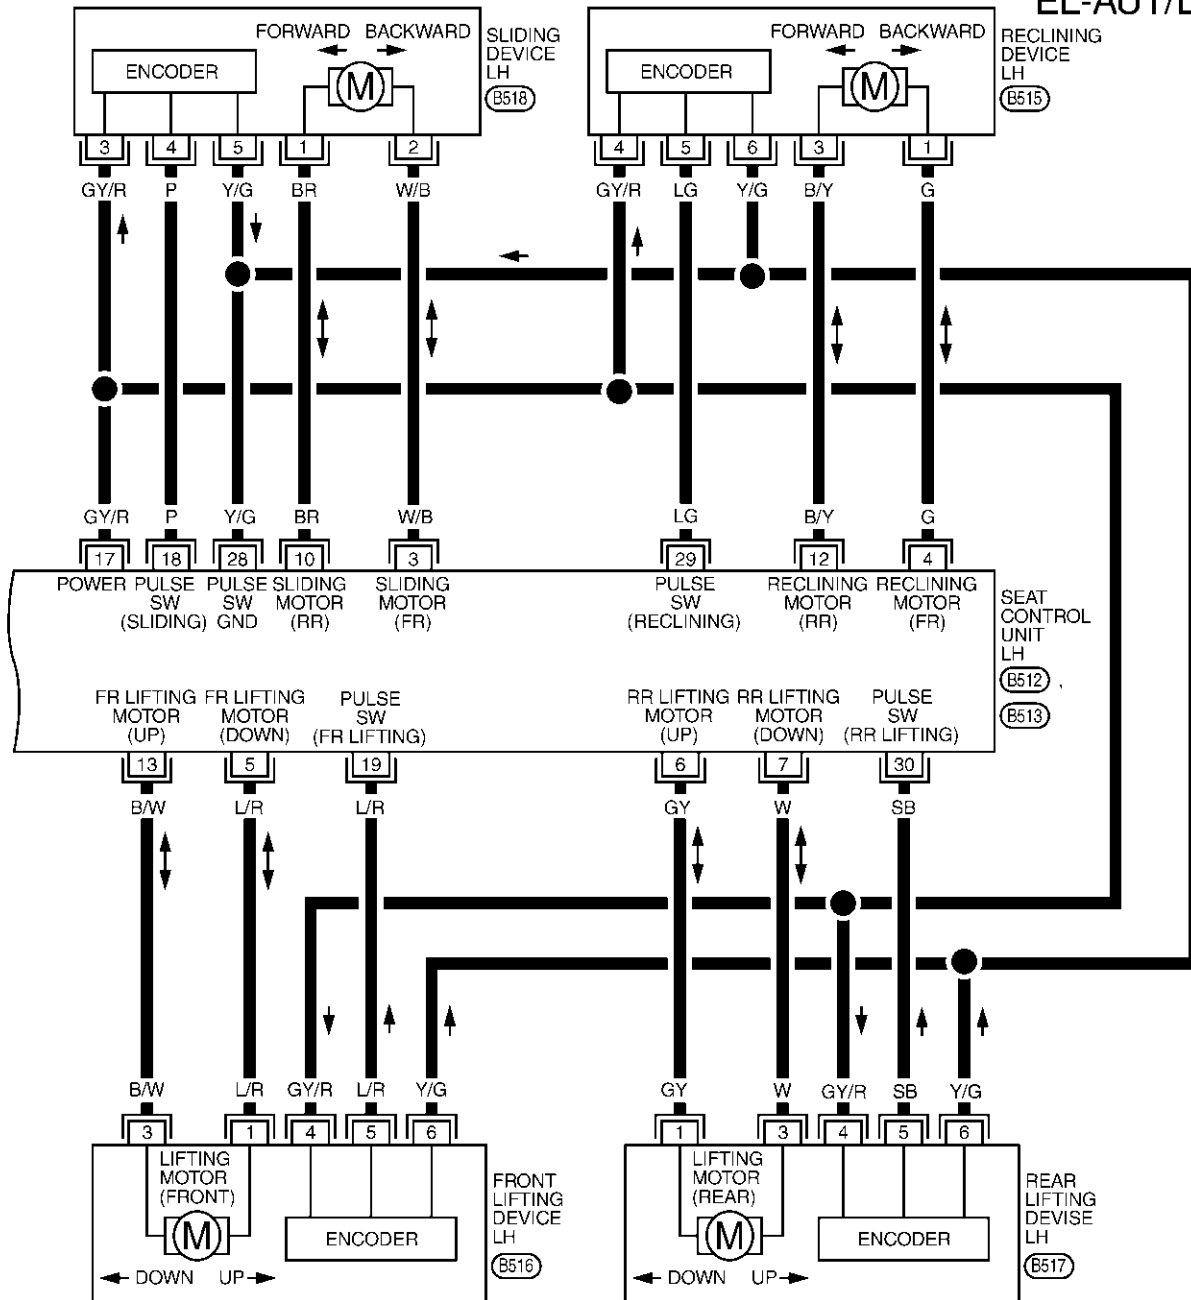 EL-AUT/D
FORWARD BACKWARD
ENCODER
M
SLIDING
DEVICE
LH
B518
FORWARD BACKWARD
ENCODER
M
RECLINING
DEVICE
LH
B515
3 4 5 1 2
4 5 6 3 1
GY/R P Y/G BR W/B
GY/R LG Y/G B/Y G
GY/R P Y/G BR W/B
LG B/Y G
17 18 28 10 3
29 12 4
POWER
PULSE
SW
(SLIDING)
PULSE
SW
GND
SLIDING
MOTOR
(RR)
SLIDING
MOTOR
(FR)
PULSE
SW
(RECLINING)
RECLINING
MOTOR
(RR)
RECLINING
MOTOR
(FR)
SEAT
CONTROL
UNIT
LH
B512 ,
B513
FR LIFTING
MOTOR
(UP)
FR LIFTING
MOTOR
(DOWN)
PULSE
SW
(FR LIFTING)
RR LIFTING
MOTOR
(UP)
RR LIFTING
MOTOR
(DOWN)
PULSE
SW
(RR LIFTING)
13 5 19
6 7 30
B/W L/R L/R
GY W SB
B/W L/R GY/R L/R Y/G
GY W GY/R SB Y/G
3 1 4 5 6
1 3 4 5 6
LIFTING
MOTOR
(FRONT)
M
ENCODER
DOWN UP
FRONT
LIFTING
DEVICE
LH
B516
LIFTING
MOTOR
(REAR)
M
ENCODER
DOWN UP
REAR
LIFTING
DEVISE
LH
B517